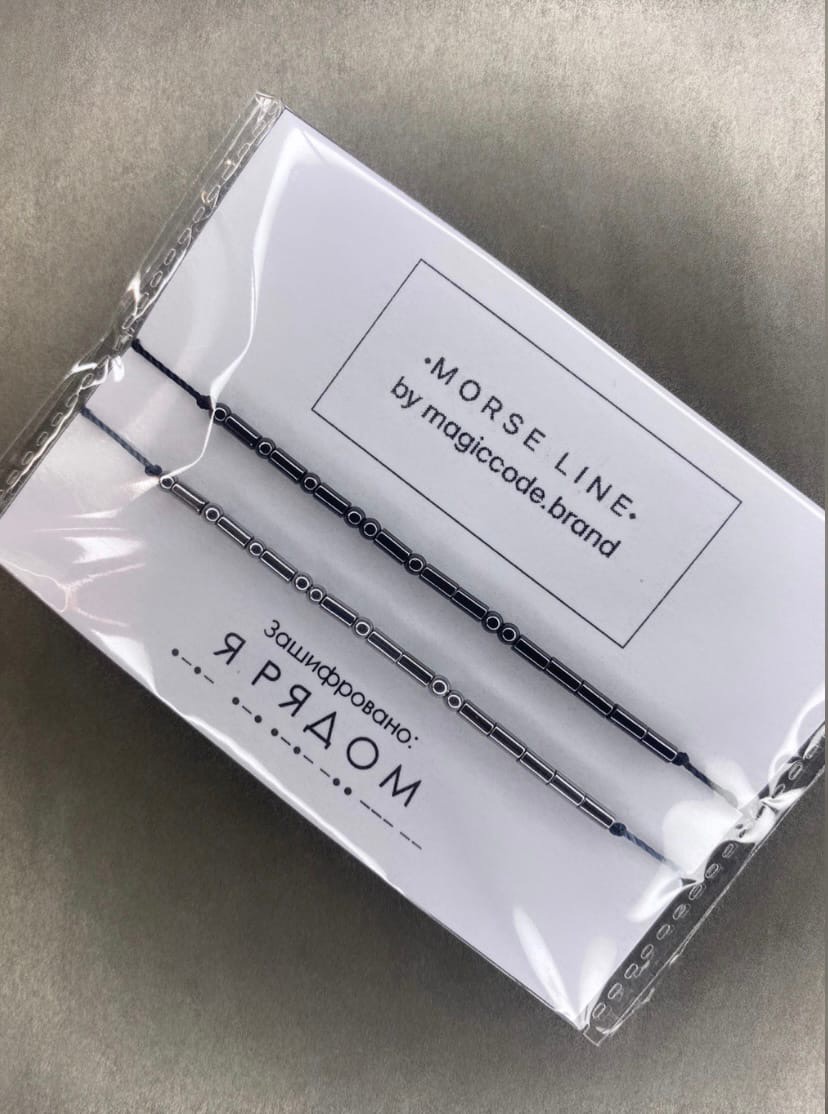 •MORSE LINE•
by magiccode.brand
Зашифровано:
Я РЯДОМ
•−•− •−••−•−−••−−−−−